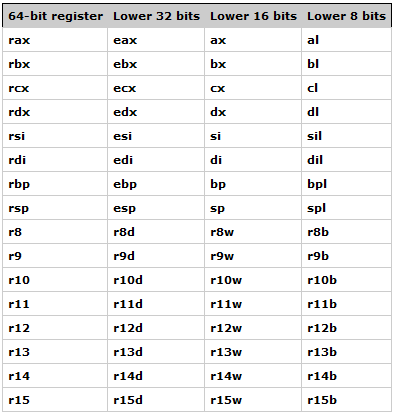 64-bit register Lower 32 bits Lower 16 bits Lower 8 bits
rax eax ax al
rbx ebx bx bl
rcx ecx cx cl
rdx edx dx dl
rsi esi si sil
rdi edi di dil
rbp ebp bp bpl
rsp esp sp spl
r8 r8d r8w r8b
r9 r9d r9w r9b
r10 r10d r10w r10b
r11 r11d r11w r11b
r12 r12d r12w r12b
r13 r13d r13w r13b
r14 r14d r14w r14b
r15 r15d r15w r15b